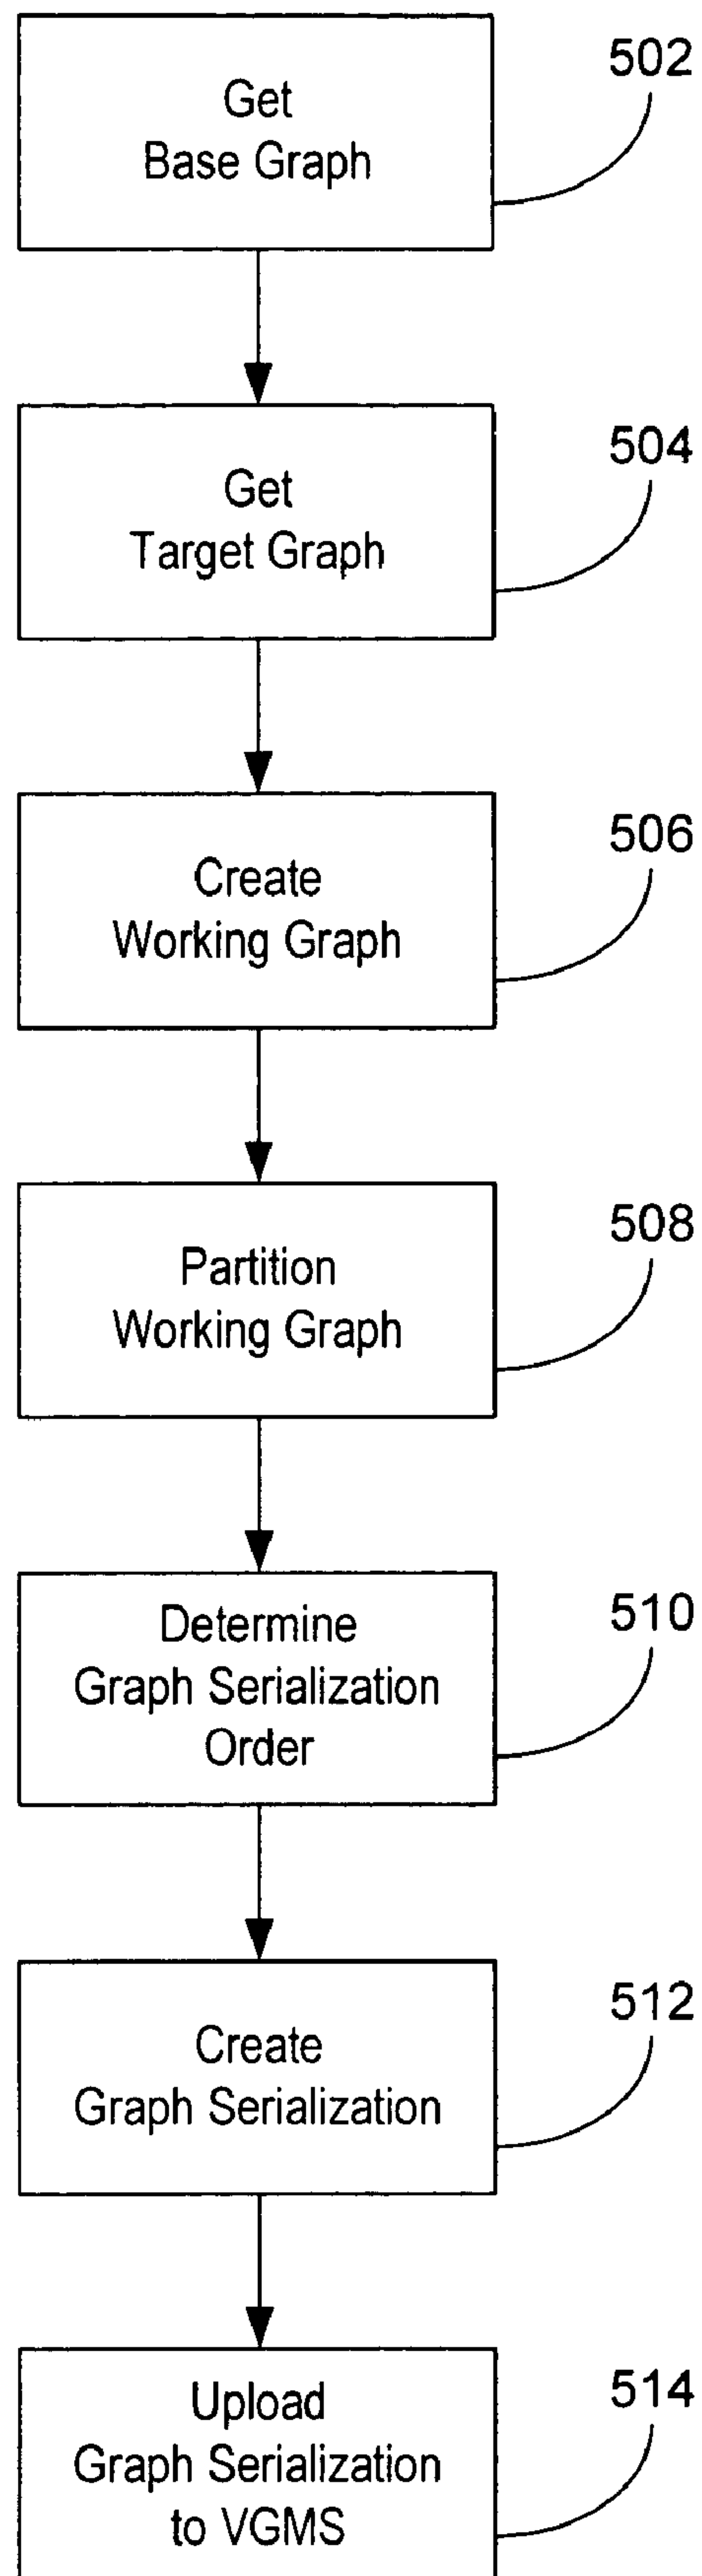 Get
Base Graph
502
Get
Target Graph
504
Create
Working Graph
506
Partition
Working Graph
508
Determine
Graph Serialization
Order
510
Create
Graph Serialization
512
Upload
Graph Serialization
to VGMS
514